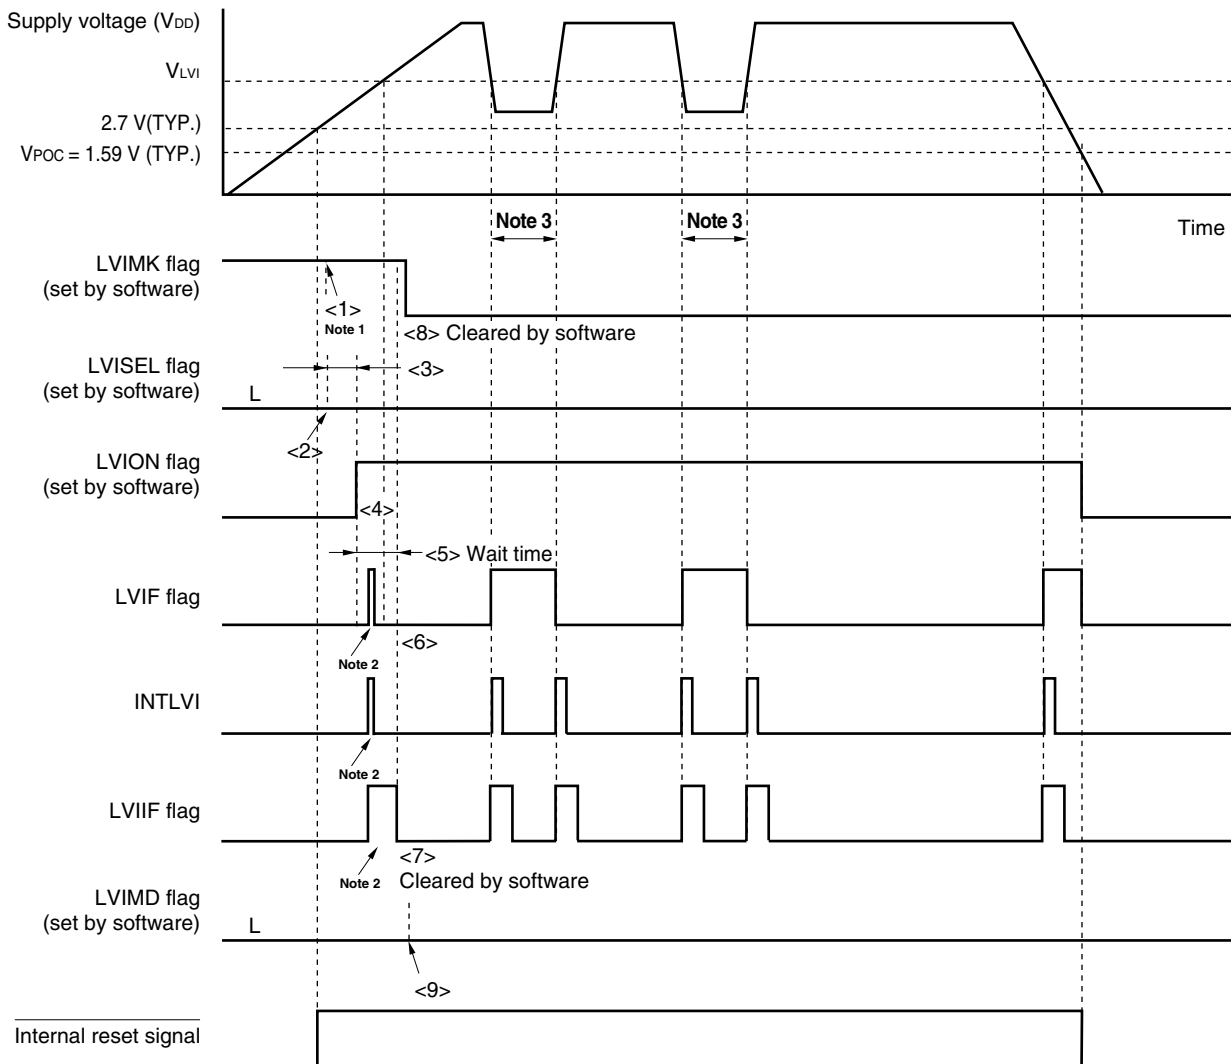 Supply voltage (VDD)
VLVI
2.7 V(TYP.)
VPOC = 1.59 V (TYP.)
Note 3
Note 3
Time
LVIMK flag
(set by software)
<1>
Note 1
<8> Cleared by software
LVISEL flag
(set by software)
L
<3>
<2>
LVION flag
(set by software)
<4>
<5> Wait time
LVIF flag
<6>
Note 2
INTLVI
Note 2
LVIIF flag
<7>
Note 2
Cleared by software
LVIMD flag
(set by software)
L
<9>
Internal reset signal